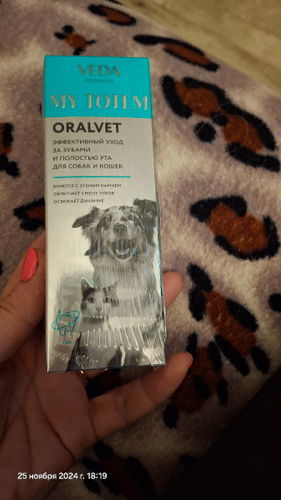 VEDA
MY TOTEM
ORALVET
ЭФФЕКТИВНЫЙ УХОД
ЗА ЗУБАМИ
И ПОЛОСТЬЮ РТА
ДЛЯ СОБАК И КОШЕК
БОРЕТСЯ С ЗУБНЫМ КАМНЕМ
ОБЛЕГЧАЕТ СМЕНУ ЗУБОВ
ОСВЕЖАЕТ ДЫХАНИЕ
25 ноября 2024 г. 18:19